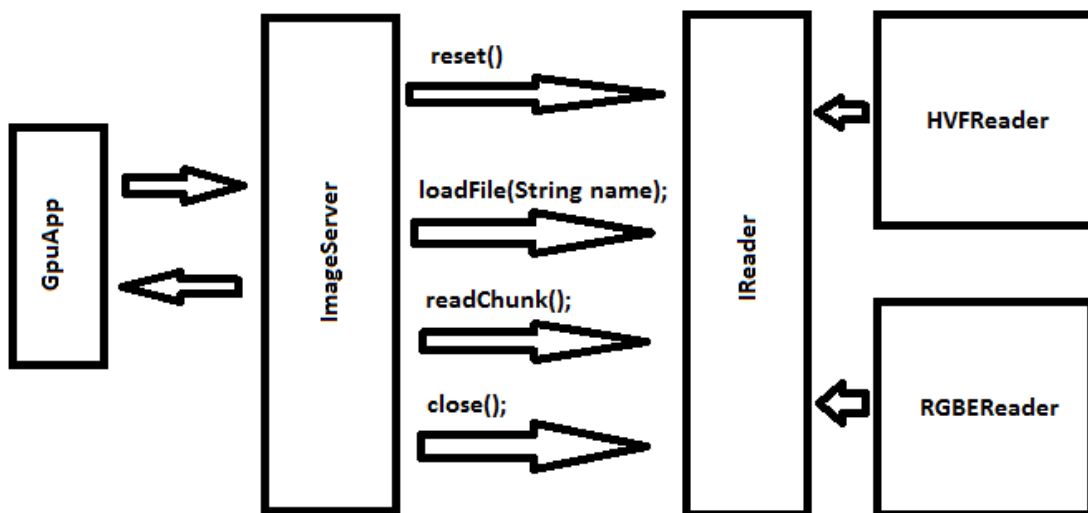 GpuApp
ImageServer
reset()
loadFile(String name);
readChunk();
close();
IReader
HVFReader
RGBEReader